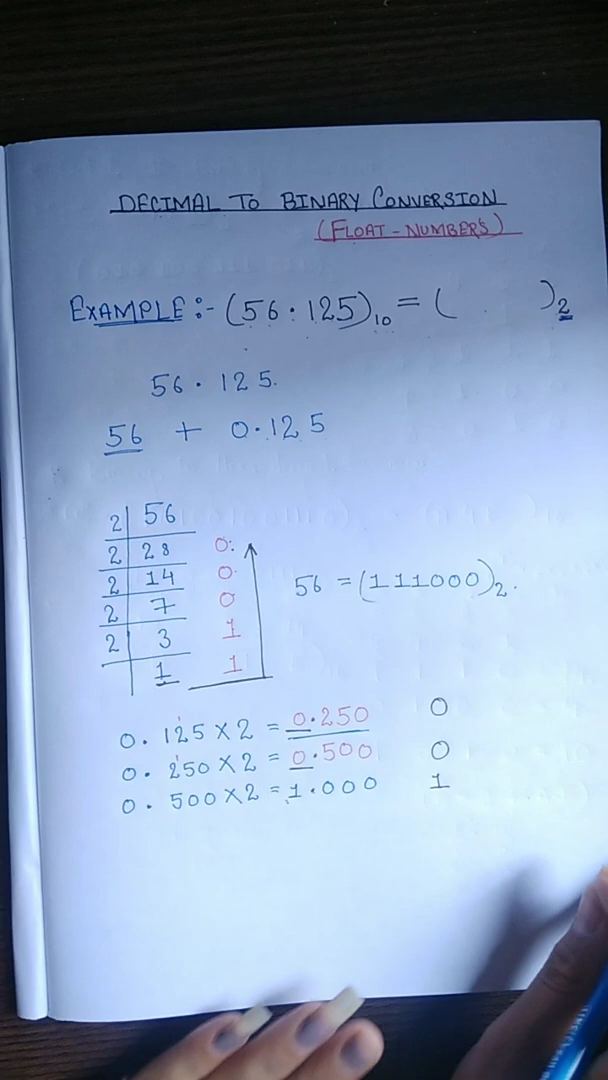 DECIMAL TO BINARY CONVERSION
(FLOAT-NUMBERS)
EXAMPLE:- (56.125)₁₀ = ( . )₂
56.125.
56 + 0.125
2 56
2 28 0.
2 14 0.
2 7 0
2 3 1
1 1
56 = (111000)₂.
0.125 X 2 = 0.250 0
0.250 X 2 = 0.500 0
0.500 X 2 = 1.000 1